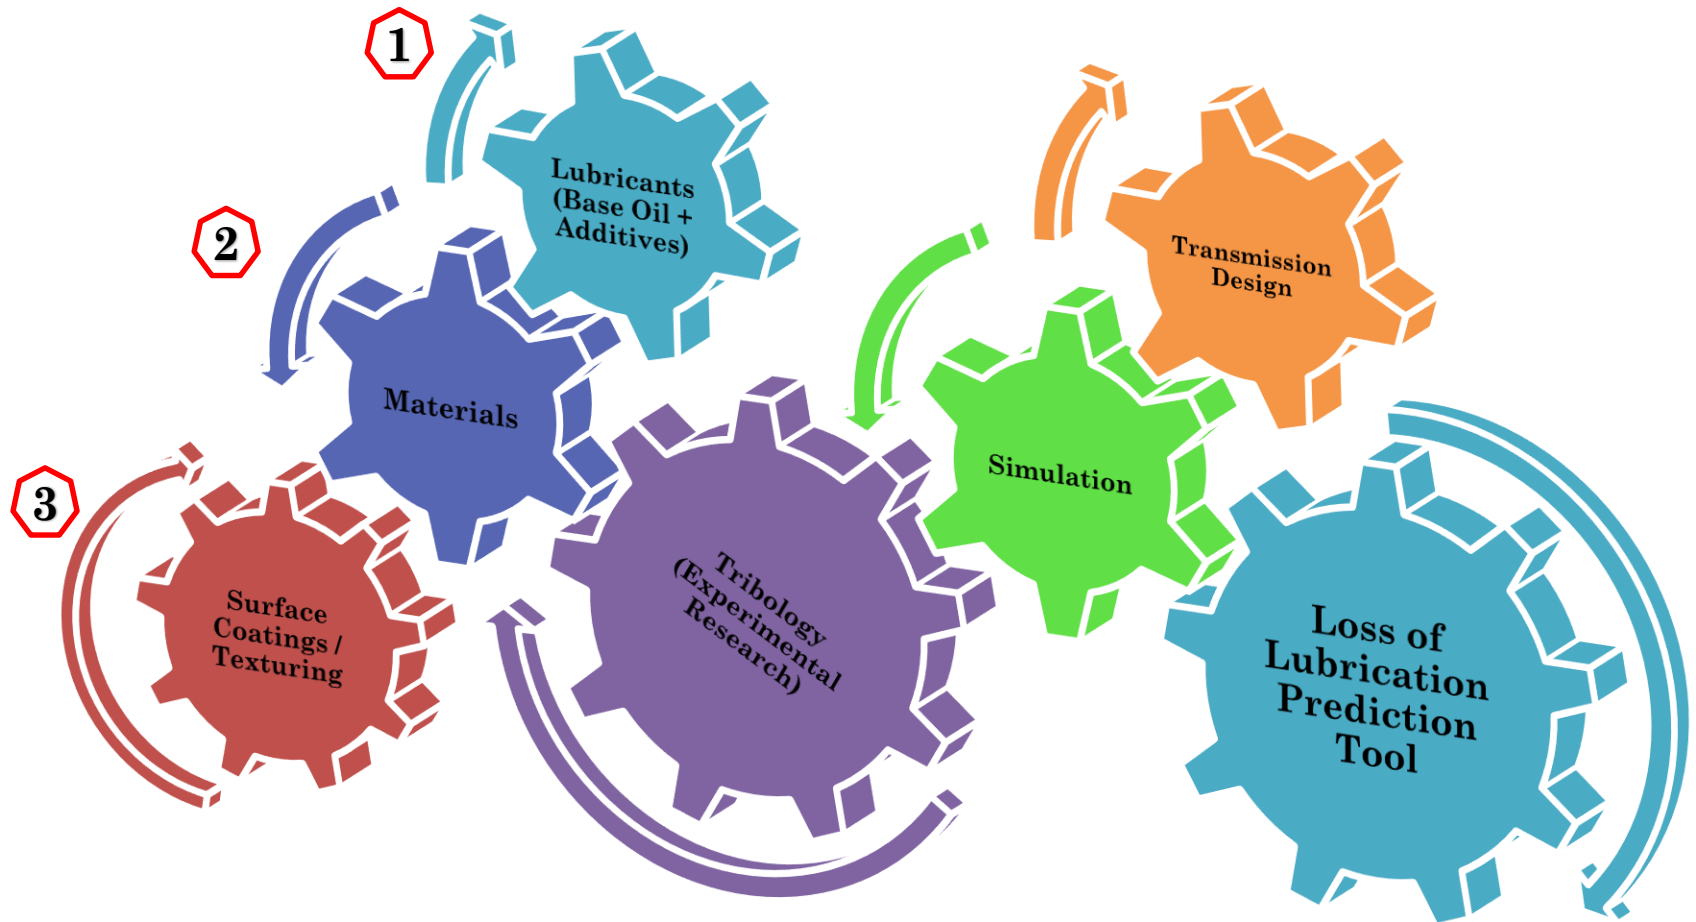 1
Lubricants
(Base Oil +
Additives)
2
Materials
3
Surface
Coatings /
Texturing
Tribology
(Experimental
Research)
Simulation
Transmission
Design
Loss of
Lubrication
Prediction
Tool